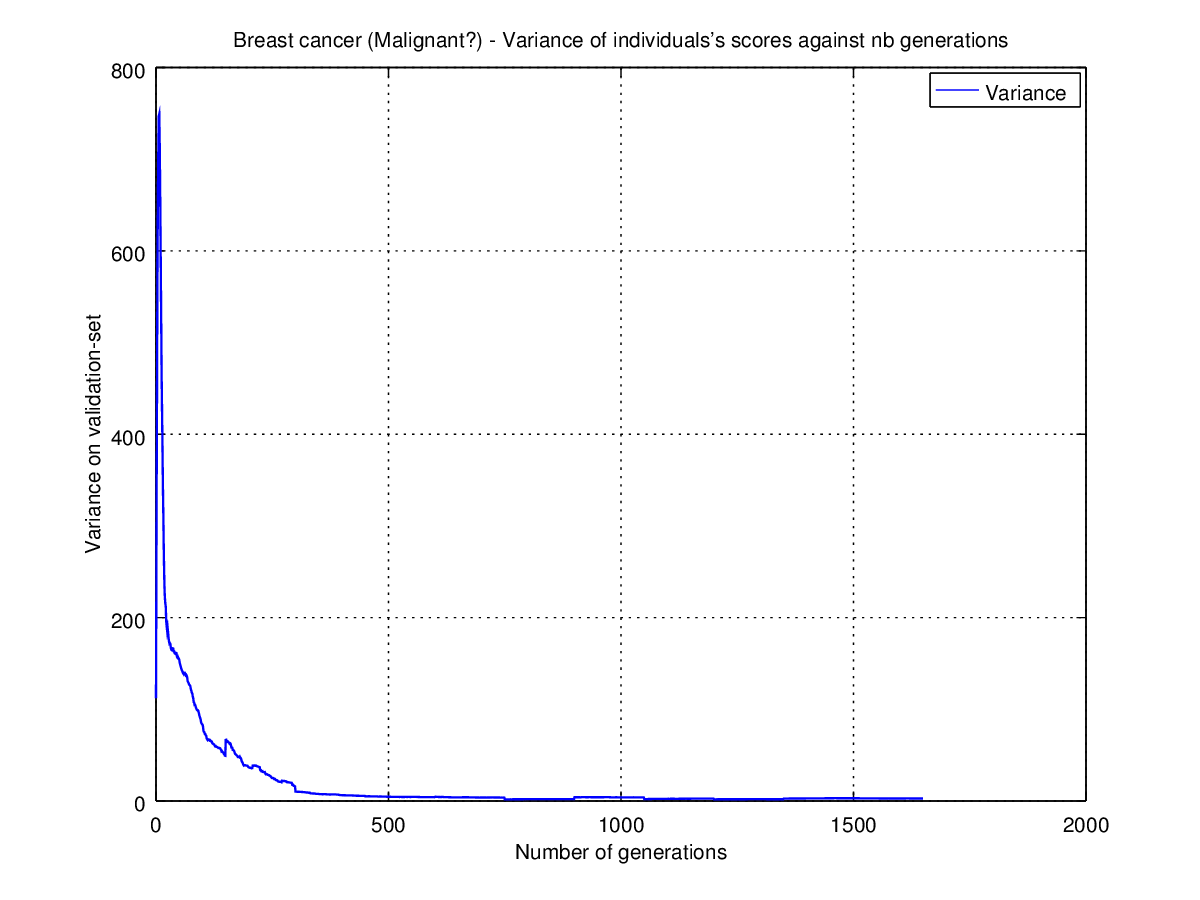 Breast cancer (Malignant?) - Variance of individuals's scores against nb generations
800
Variance
600
400
200
0
Variance on validation-set
0 500 1000 1500 2000
Number of generations